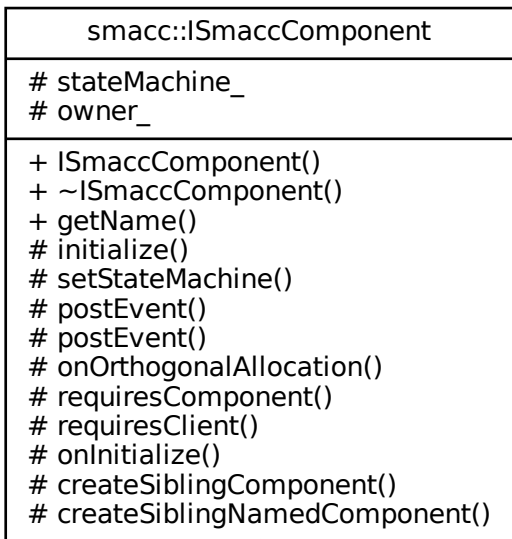 smacc::ISmaccComponent
# stateMachine_
# owner_
+ ISmaccComponent()
+ ~ISmaccComponent()
+ getName()
# initialize()
# setStateMachine()
# postEvent()
# postEvent()
# onOrthogonalAllocation()
# requiresComponent()
# requiresClient()
# onInitialize()
# createSiblingComponent()
# createSiblingNamedComponent()